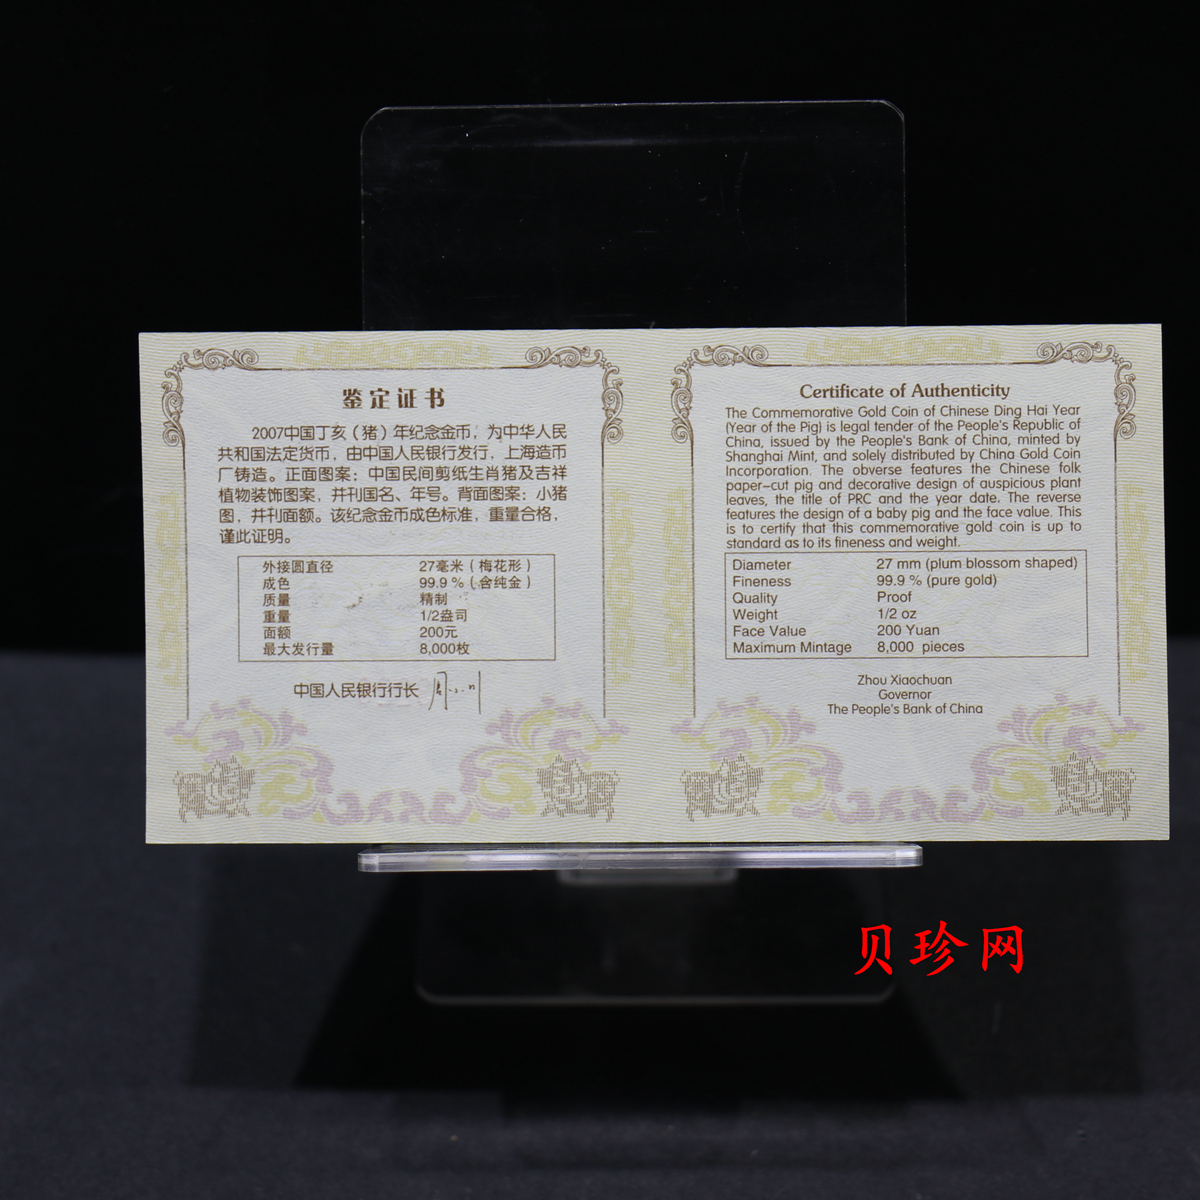 鉴定证书
2007中国丁亥（猪）年纪念金币，为中华人民
共和国法定货币，由中国人民银行发行，上海造币
厂铸造。正面图案：中国民间剪纸生肖猪及吉祥
植物装饰图案，并刊国名、年号。背面图案：小猪
图，并刊面额。该纪念金币成色标准，重量合格，
谨此证明。
外接圆直径 27毫米（梅花形）
成色 99.9 %（含纯金）
质量 精制
重量 1/2盎司
面额 200元
最大发行量 8,000枚
中国人民银行行长
Certificate of Authenticity
The Commemorative Gold Coin of Chinese Ding Hai Year
(Year of the Pig) is legal tender of the People's Republic of
China, issued by the People's Bank of China, minted by
Shanghai Mint, and solely distributed by China Gold Coin
Incorporation. The obverse features the Chinese folk
paper-cut pig and decorative design of auspicious plant
leaves, the title of PRC and the year date. The reverse
features the design of a baby pig and the face value. This
is to certify that this commemorative gold coin is up to
standard as to its fineness and weight.
Diameter 27 mm (plum blossom shaped)
Fineness 99.9 % (pure gold)
Quality Proof
Weight 1/2 oz
Face Value 200 Yuan
Maximum Mintage 8,000 pieces
Zhou Xiaochuan
Governor
The People's Bank of China
贝珍网